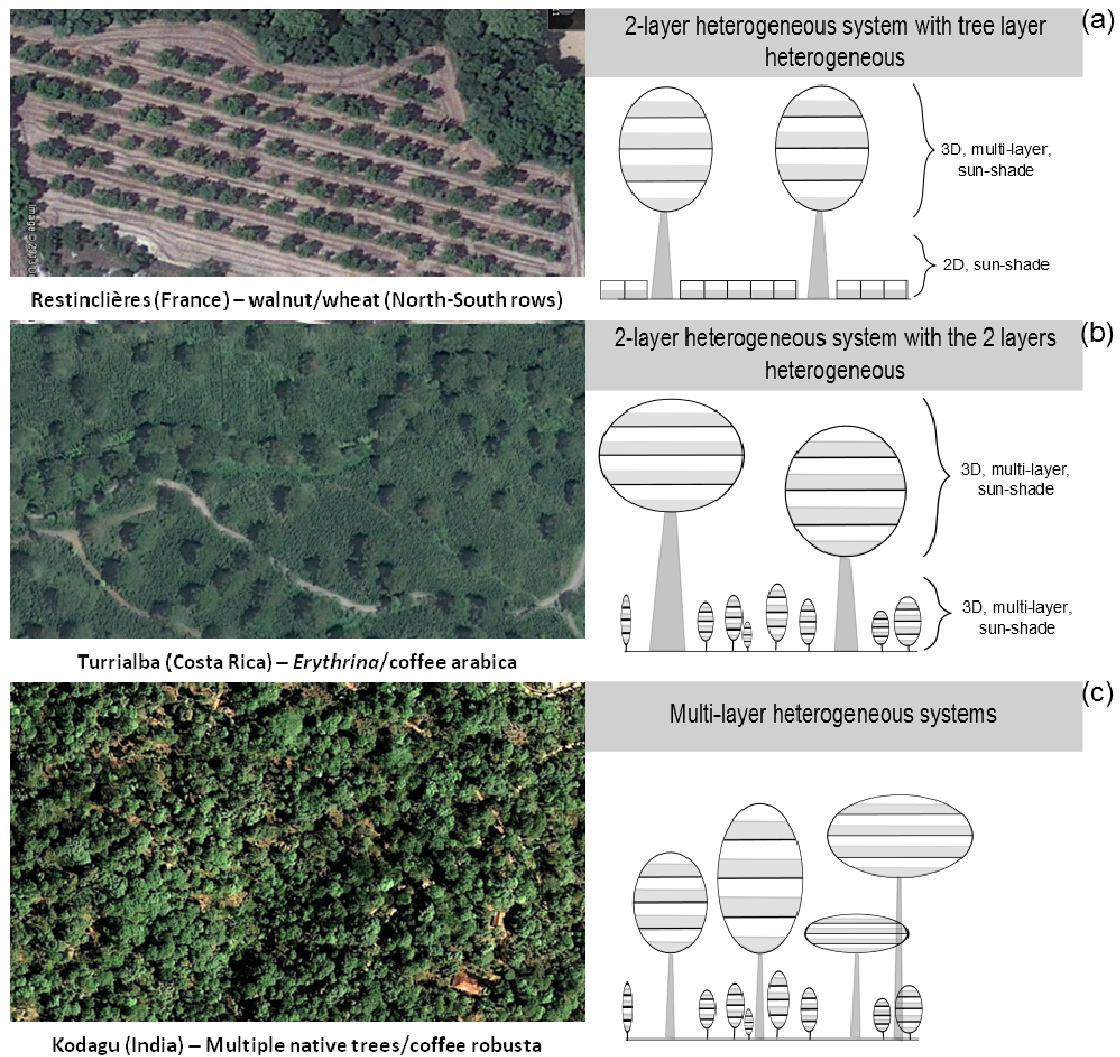 2-layer heterogeneous system with tree layer
heterogeneous
(a)
3D, multi-layer,
sun-shade
2D, sun-shade
Restinclières (France) – walnut/wheat (North-South rows)
2-layer heterogeneous system with the 2 layers
heterogeneous
(b)
3D, multi-layer,
sun-shade
3D, multi-layer,
sun-shade
Turrialba (Costa Rica) – Erythrina/coffee arabica
Multi-layer heterogeneous systems
(c)
Kodagu (India) – Multiple native trees/coffee robusta